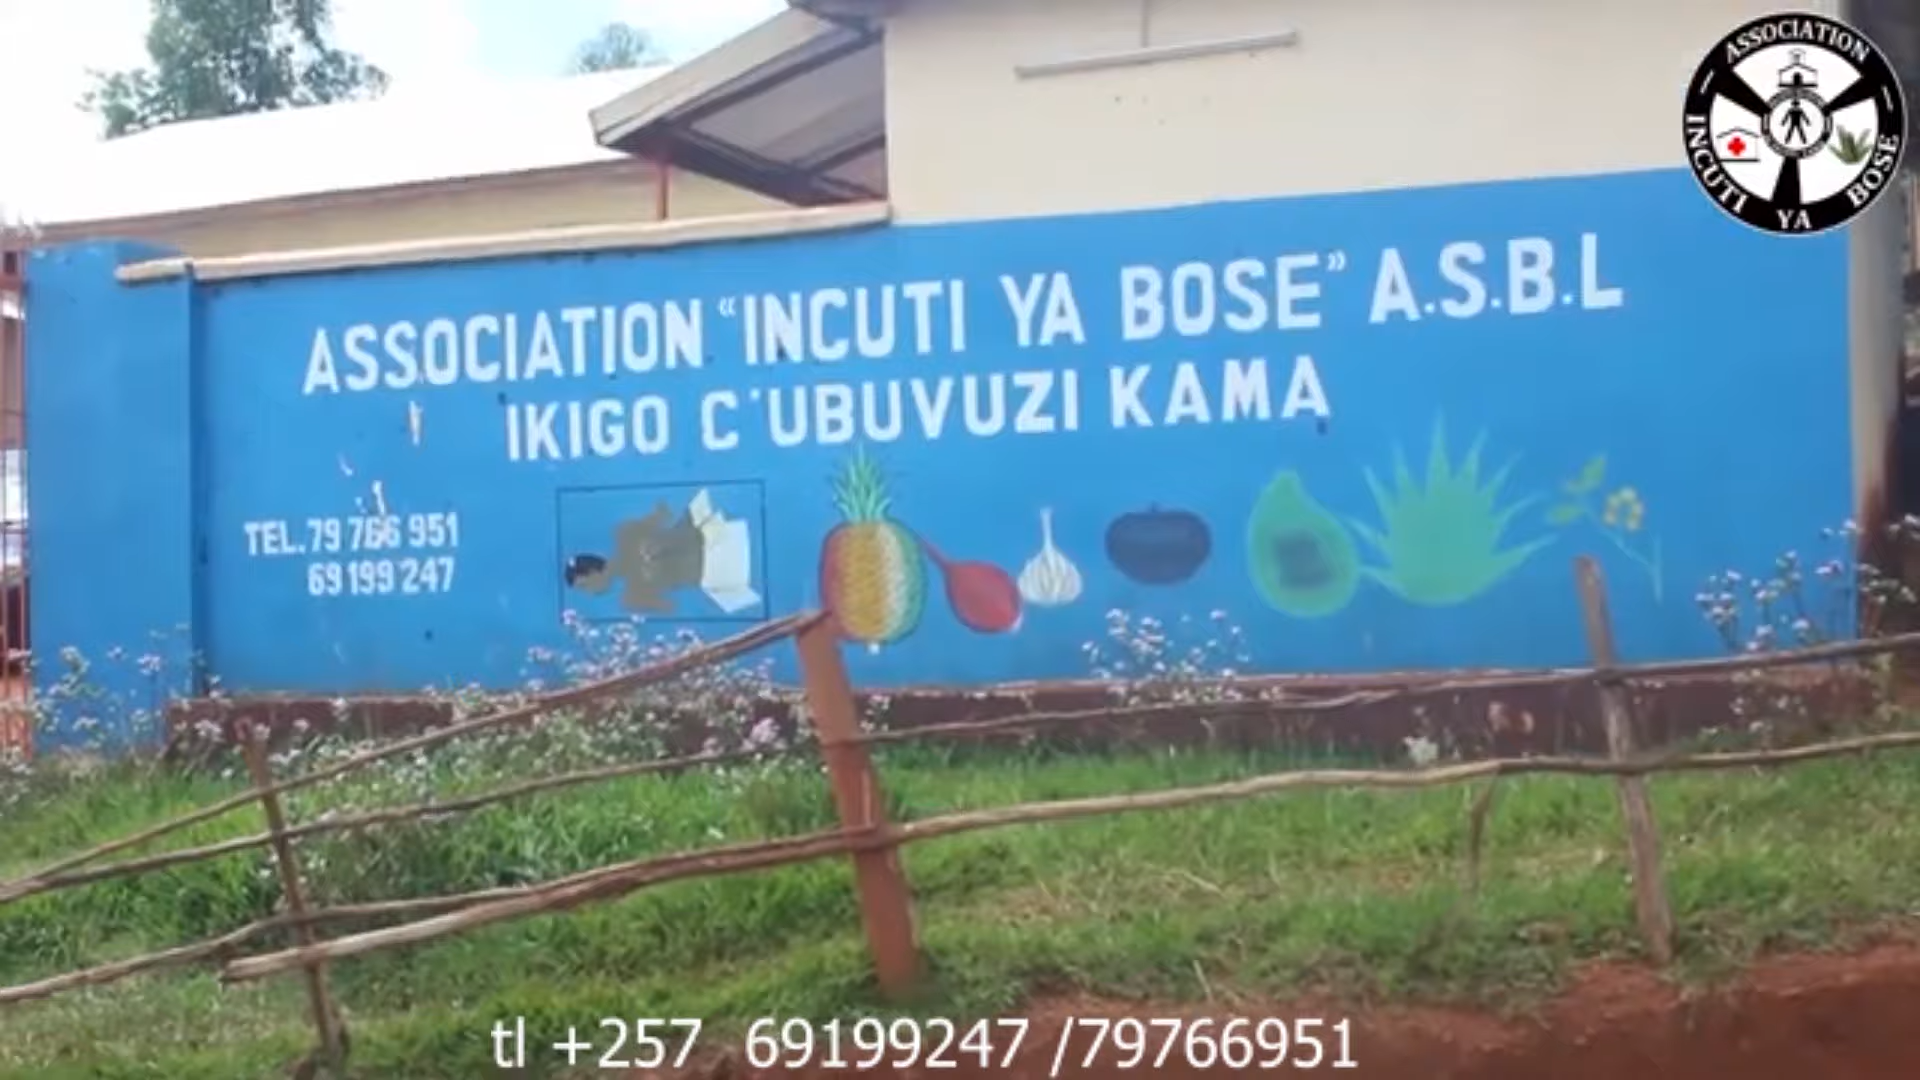 ASSOCIATION
INCUTI YA BOSE
ASSOCIATION “INCUTI YA BOSE” A.S.B.L
IKIGO C'UBUVUZI KAMA
TEL. 79 766 951
69 199 247
tl +257 69199247 /79766951